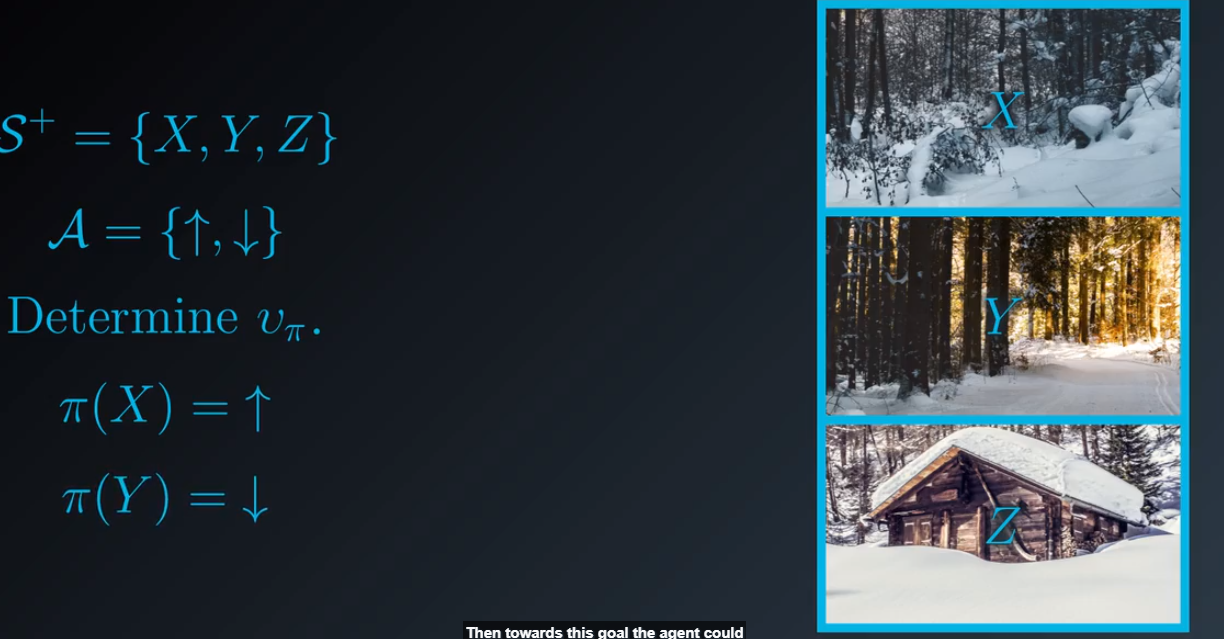 𝒮⁺ = {X, Y, Z}
𝒜 = {↑, ↓}
Determine v_π.
π(X) = ↑
π(Y) = ↓
X
Y
Z
Then towards this goal the agent could